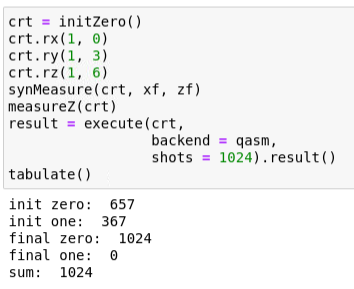 crt = initZero()
crt.rx(1, 0)
crt.ry(1, 3)
crt.rz(1, 6)
synMeasure(crt, xf, zf)
measureZ(crt)
result = execute(crt,
                 backend = qasm,
                 shots = 1024).result()
tabulate()
init zero:  657
init one:  367
final zero:  1024
final one:  0
sum:  1024